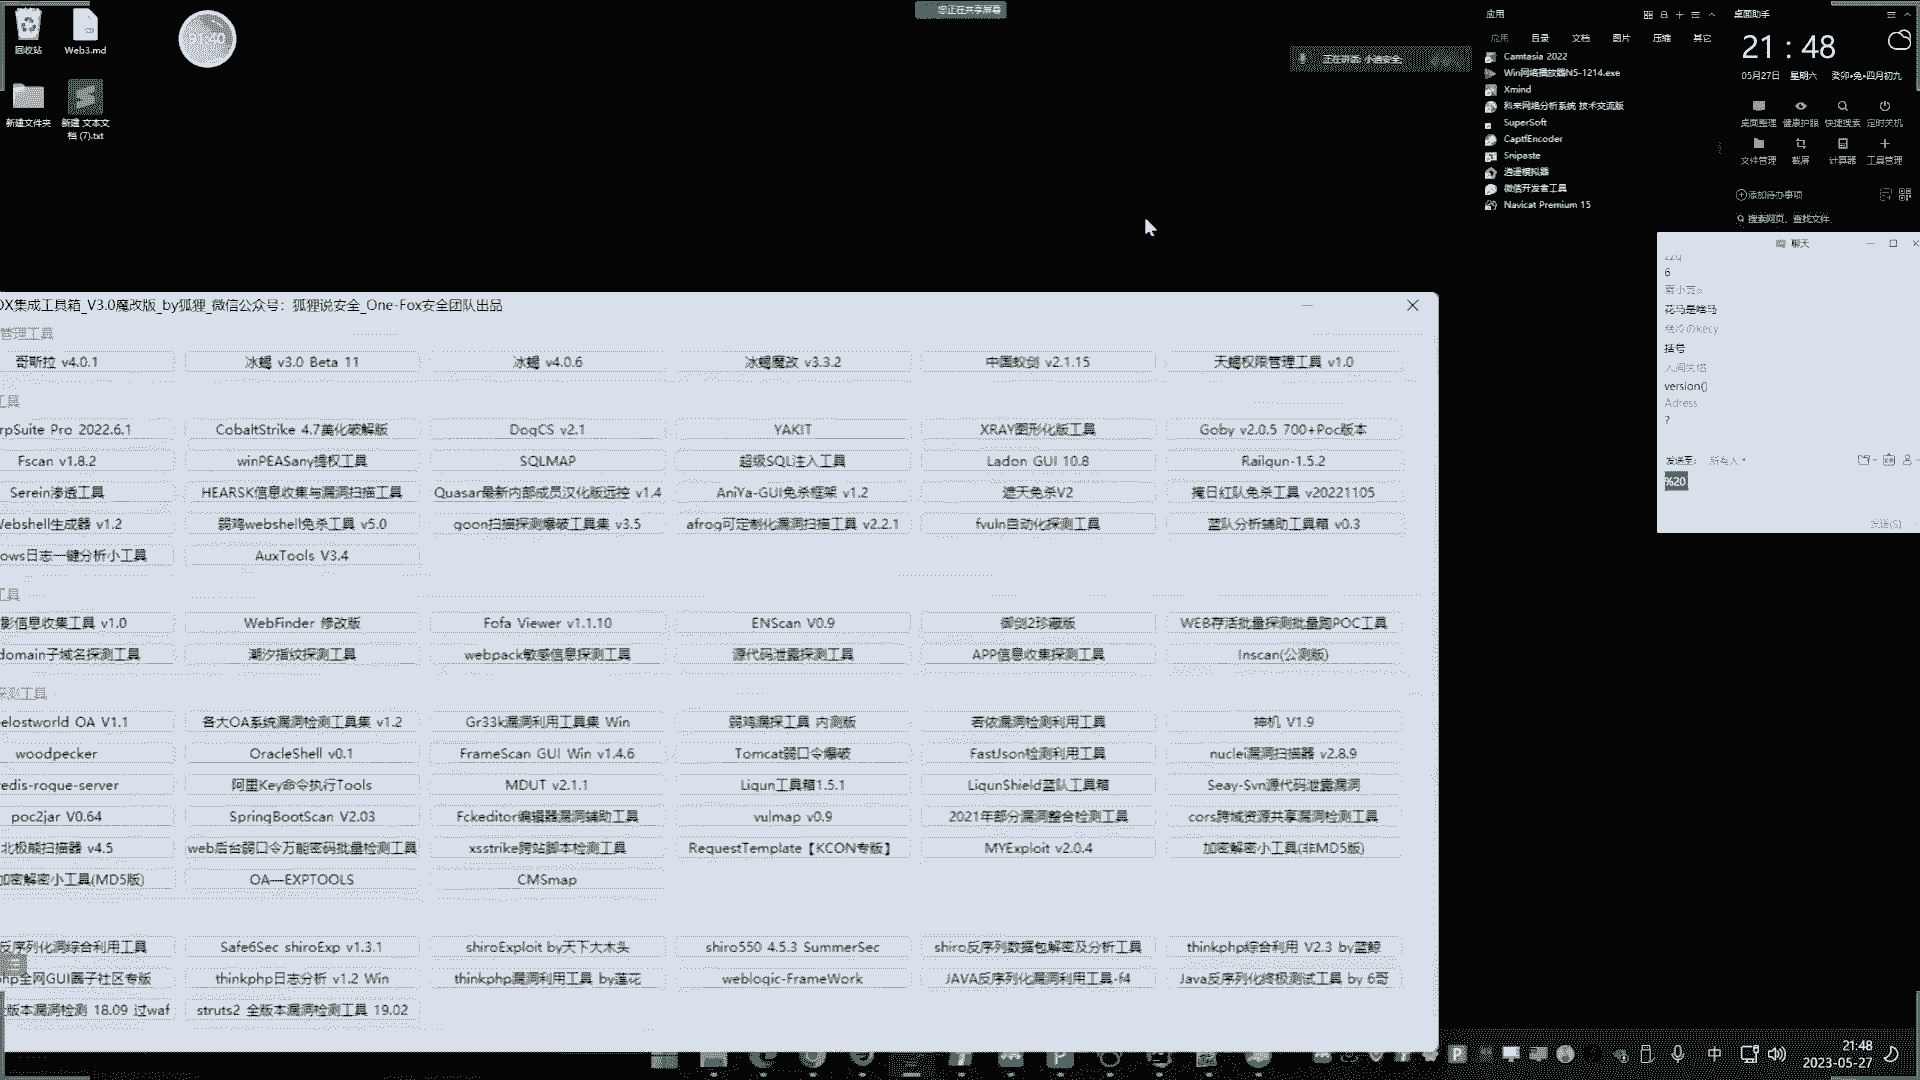 回收站
Web3.md
新建文件夹
新建 文本文
档 (7).txt
01:40
您正在共享屏幕
正在讲话: 小迪安全;
应用
应用 目录 文档 图片 压缩 其它
Camtasia 2022
Win网络播放器N5-1214.exe
Xmind
科来网络分析系统 技术交流版
SuperSoft
CaptfEncoder
Snipaste
逍遥模拟器
微信开发者工具
Navicat Premium 15
桌面助手
21 : 48
05月27日 星期六 癸卯•兔•四月初九
桌面整理 健康护眼 快捷搜索 定时关机
文件管理 截屏 计算器 工具管理
添加待办事项
搜索网页、查找文件
聊天
zzq
6
花马是啥马
括号
人间失格
version()
Adress
?
发送至: 所有人
%20
发送(S)
OX集成工具箱_V3.0魔改版_by狐狸_微信公众号：狐狸说安全_One-Fox安全团队出品
管理工具
哥斯拉 v4.0.1 冰蝎 v3.0 Beta 11 冰蝎 v4.0.6 冰蝎魔改 v3.3.2 中国蚁剑 v2.1.15 天蝎权限管理工具 v1.0
工具
rpSuite Pro 2022.6.1 CobaltStrike 4.7美化破解版 DogCS v2.1 YAKIT XRAY图形化版工具 Goby v2.0.5 700+Poc版本
Fscan v1.8.2 winPEASany提权工具 SQLMAP 超级SQL注入工具 Ladon GUI 10.8 Railgun-1.5.2
Serein渗透工具 HEARSK信息收集与漏洞扫描工具 Quasar最新内部成员汉化版远控 v1.4 AniYa-GUI免杀框架 v1.2 遮天免杀V2 掩日红队免杀工具 v20221105
Webshell生成器 v1.2 弱鸡webshell免杀工具 v5.0 goon扫描探测爆破工具集 v3.5 afrog可定制化漏洞扫描工具 v2.2.1 fvuln自动化探测工具 蓝队分析辅助工具箱 v0.3
ows日志一键分析小工具 AuxTools V3.4
工具
影信息收集工具 v1.0 WebFinder 修改版 Fofa Viewer v1.1.10 ENScan V0.9 御剑2珍藏版 WEB存活批量探测批量跑POC工具
domain子域名探测工具 潮汐指纹探测工具 webpack敏感信息探测工具 源代码泄露探测工具 APP信息收集探测工具 Inscan(公测版)
探测工具
elostworld OA V1.1 各大OA系统漏洞检测工具集 v1.2 Gr33k漏洞利用工具集 Win 弱鸡漏探工具 内测版 若依漏洞检测利用工具 神机 V1.9
woodpecker OracleShell v0.1 FrameScan GUI Win v1.4.6 Tomcat弱口令爆破 FastJson检测利用工具 nuclei漏洞扫描器 v2.8.9
redis-rogue-server 阿里Key命令执行Tools MDUT v2.1.1 Liqun工具箱1.5.1 LiqunShield蓝队工具箱 Seay-Svn源代码泄露漏洞
poc2jar V0.64 SpringBootScan V2.03 Fckeditor编辑器漏洞辅助工具 vulmap v0.9 2021年部分漏洞整合检测工具 cors跨域资源共享漏洞检测工具
北极熊扫描器 v4.5 web后台弱口令万能密码批量检测工具 xsstrike跨站脚本检测工具 RequestTemplate【KCON专版】 MYExploit v2.0.4 加密解密小工具(非MD5版)
加密解密小工具(MD5版) OA—EXPTOOLS CMSmap
反序列化洞综合利用工具 Safe6Sec shiroExp v1.3.1 shiroExploit by天下大木头 shiro550 4.5.3 SummerSec shiro反序列数据包解密及分析工具 thinkphp综合利用 V2.3 by蓝鲸
hp全网GUI圈子社区专版 thinkphp日志分析 v1.2 Win thinkphp漏洞利用工具 by莲花 weblogic-FrameWork JAVA反序列化漏洞利用工具-f4 Java反序列化终极测试工具 by 6哥
版本漏洞检测 18.09 过waf struts2 全版本漏洞检测工具 19.02
中
21:48
2023-05-27